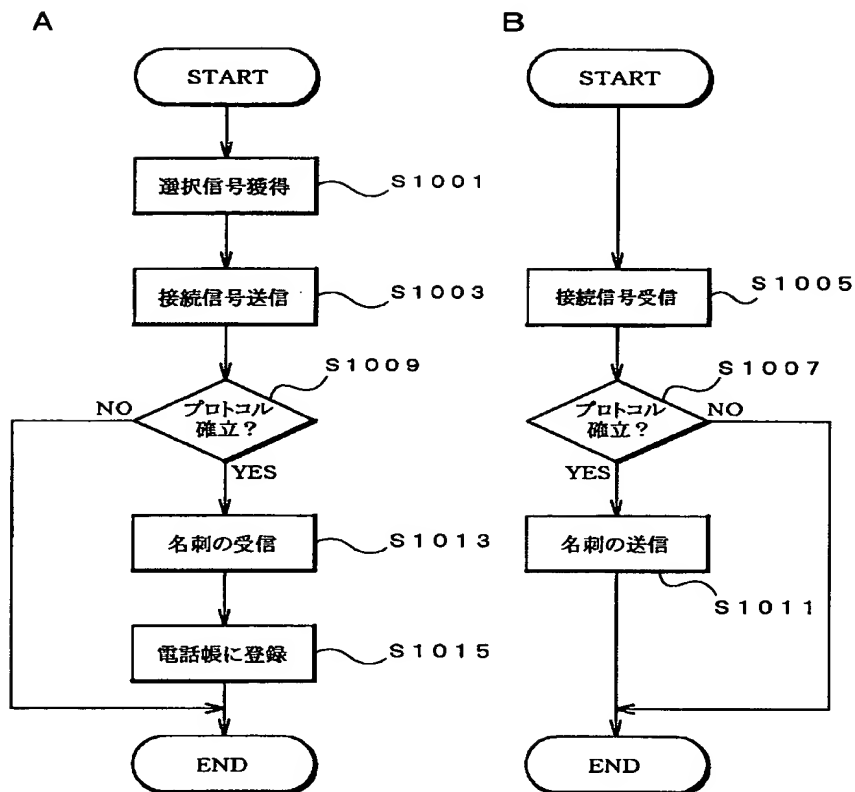 A
START
選択信号獲得
S1001
接続信号送信
S1003
S1009
プロトコル
確立?
NO
YES
名刺の受信
S1013
電話帳に登録
S1015
END
B
START
接続信号受信
S1005
S1007
プロトコル
確立?
NO
YES
名刺の送信
S1011
END